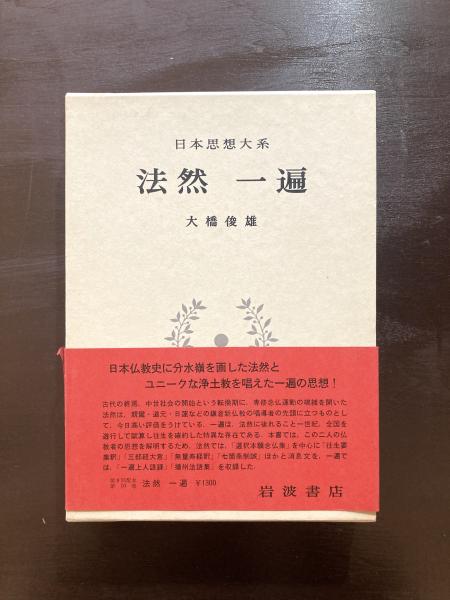 日本思想大系
法然 一遍
大橋俊雄
日本仏教史に分水嶺を画した法然と
ユニークな浄土教を唱えた一遍の思想!
古代の終焉、中世社会の開始という転換期に、専修念仏運動の端緒を開いた
法然は、親鸞・道元・日蓮などの鎌倉新仏教の唱導者の先頭に立つものとし
て、今日高い評価をうけている。一遍は、法然に後れること一世紀、全国を
遊行して賦算し往生を確約した特異な存在である。本書では、この二人の仏
教者の思想を解明するため、法然では、「選択本願念仏集」を中心に「往生要
集釈」「三部経大意」「無量寿経釈」「七箇条制誡」ほかと消息文を、一遍で
は、「一遍上人語録」「播州法語集」を収録した.
第8回配本
第10巻
法然 一遍 ¥1300
岩波書店